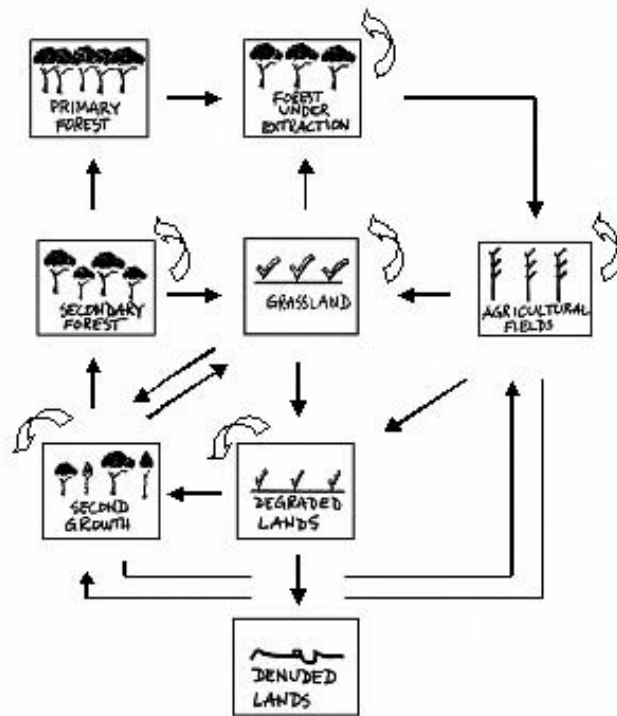 PRIMARY
FOREST
FOREST
UNDER
EXTRACTION
SECONDARY
FOREST
GRASSLAND
AGRICULTURAL
FIELDS
SECOND
GROWTH
DEGRADED
LANDS
DENUDED
LANDS